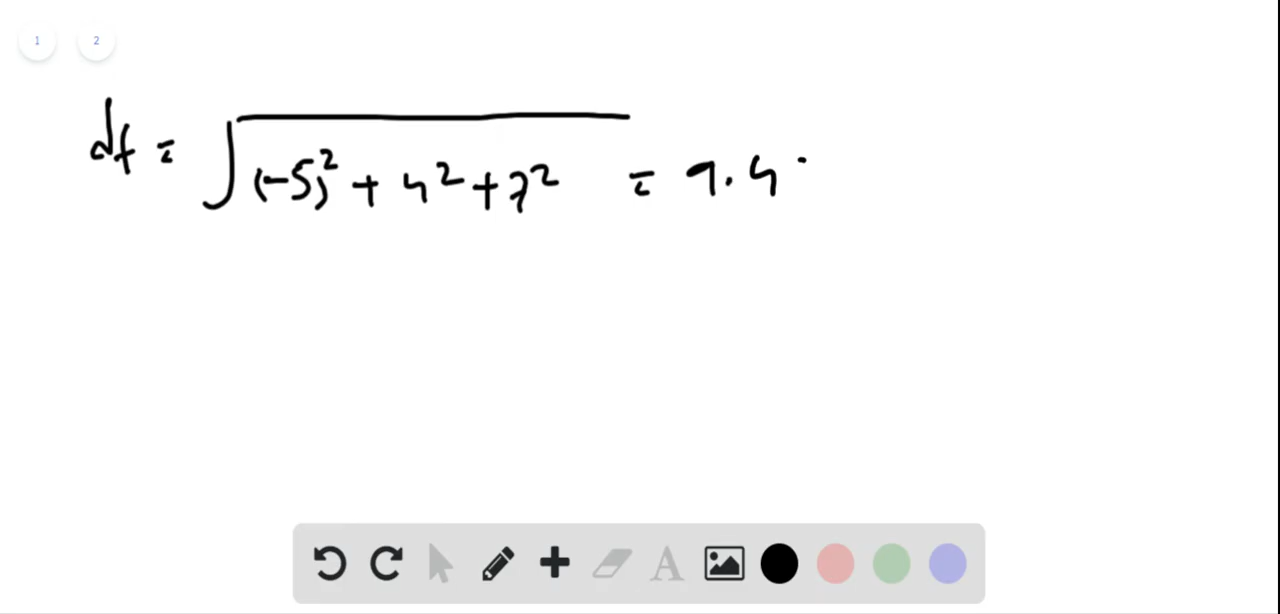 1 2
df = √((-5)² + 4² + 7²) = 9.4
A